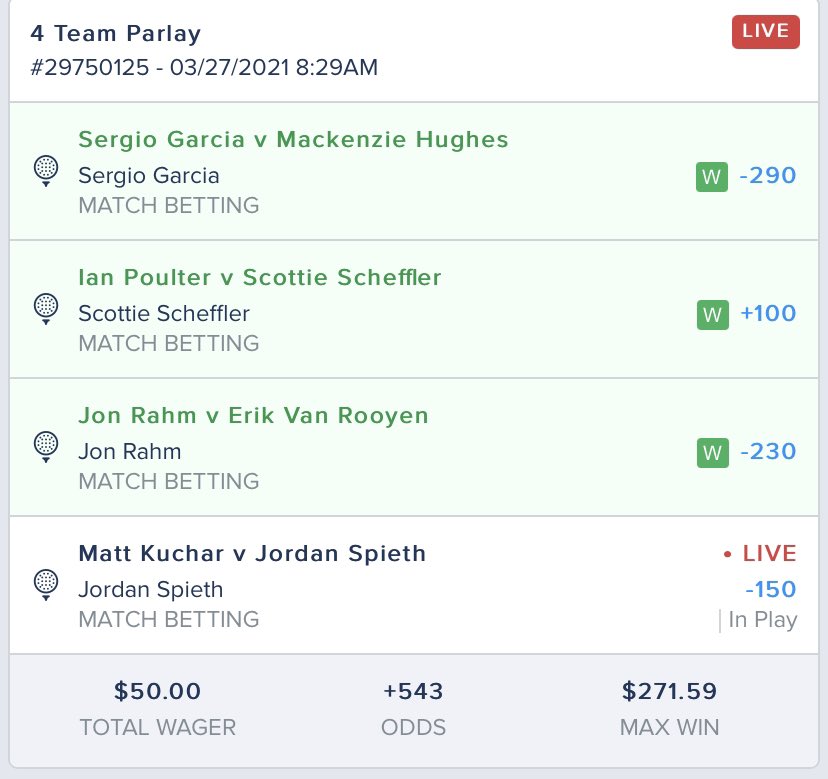 4 Team Parlay
LIVE
#29750125 - 03/27/2021 8:29AM
Sergio Garcia v Mackenzie Hughes
Sergio Garcia
W -290
MATCH BETTING
Ian Poulter v Scottie Scheffler
Scottie Scheffler
W +100
MATCH BETTING
Jon Rahm v Erik Van Rooyen
Jon Rahm
W -230
MATCH BETTING
Matt Kuchar v Jordan Spieth
• LIVE
Jordan Spieth
-150
MATCH BETTING
| In Play
$50.00 +543 $271.59
TOTAL WAGER ODDS MAX WIN